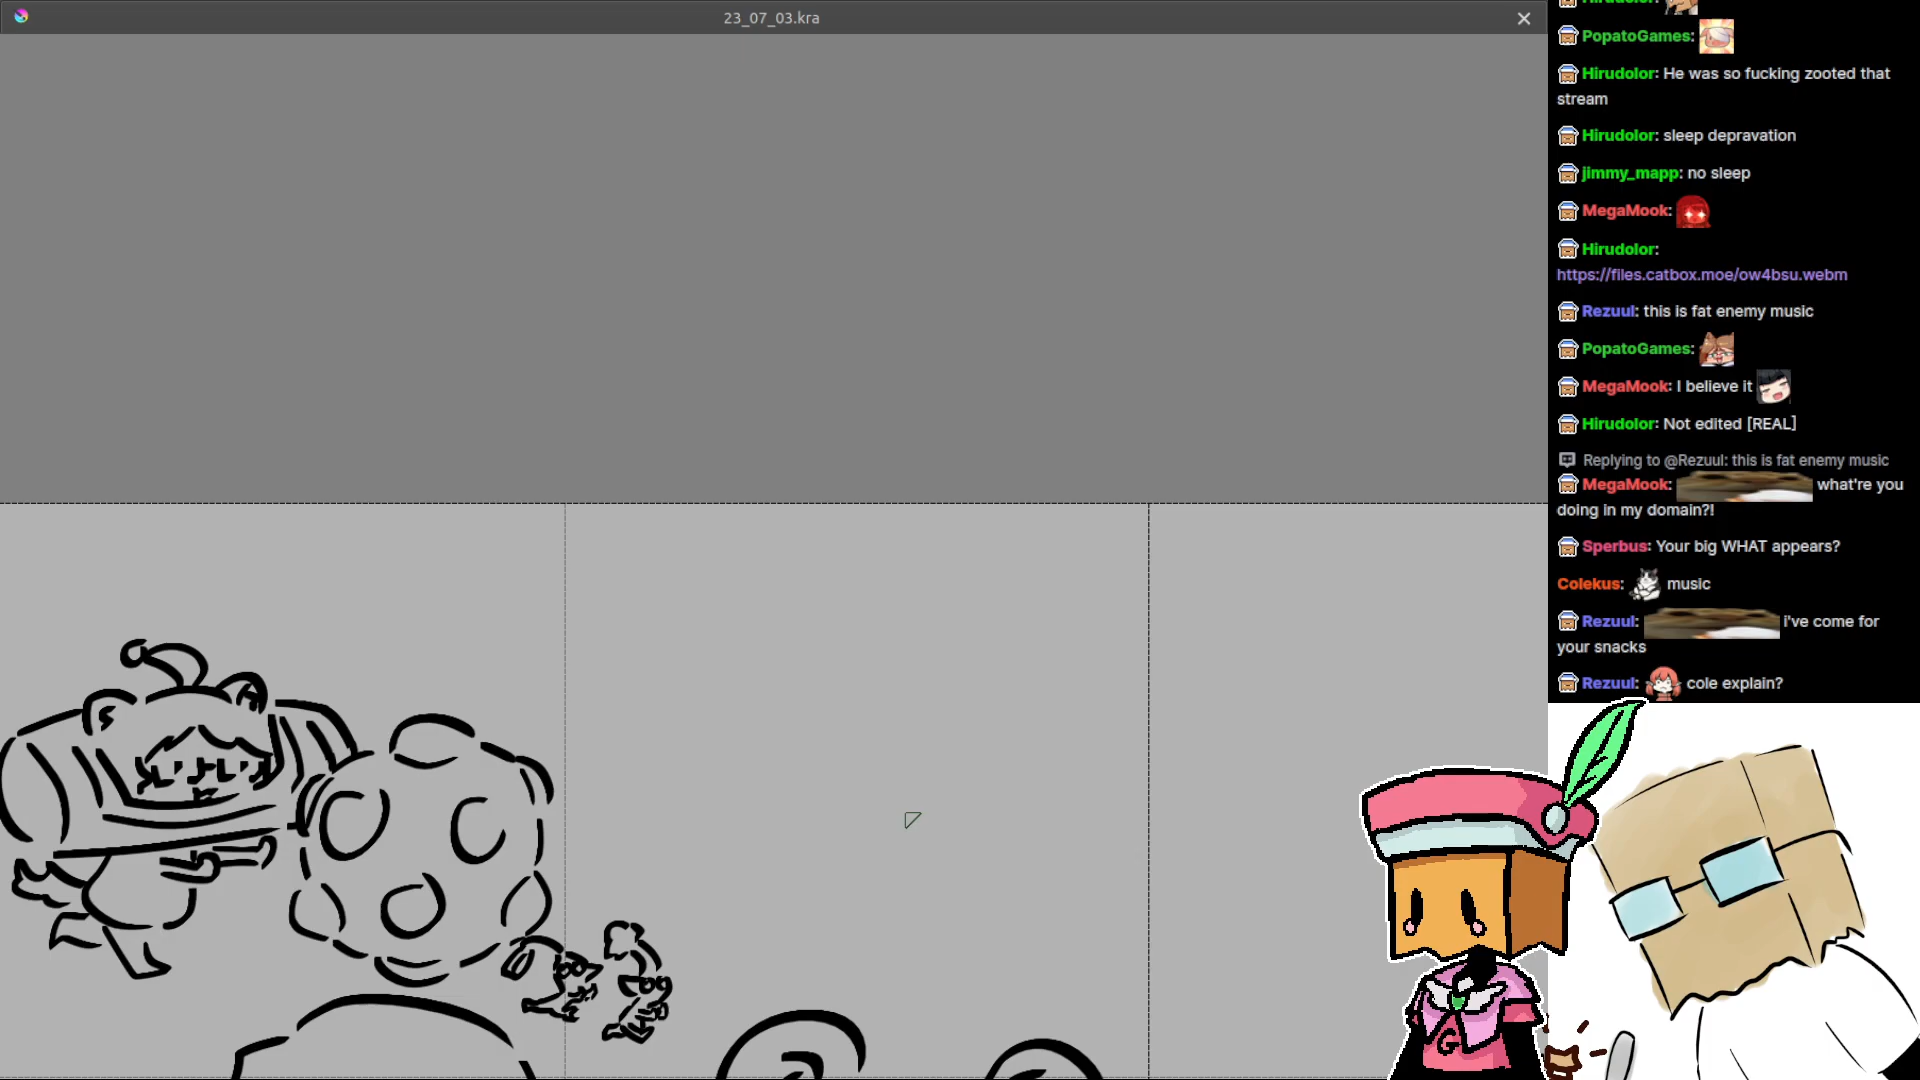 23_07_03.kra
Hirudolor:
PopatoGames:
Hirudolor: He was so fucking zooted that
stream
Hirudolor: sleep depravation
jimmy_mapp: no sleep
MegaMook:
Hirudolor:
https://files.catbox.moe/ow4bsu.webm
Rezuul: this is fat enemy music
PopatoGames:
MegaMook: I believe it
Hirudolor: Not edited [REAL]
Replying to @Rezuul: this is fat enemy music
MegaMook: what're you
doing in my domain?!
Sperbus: Your big WHAT appears?
Colekus: music
Rezuul: i've come for
your snacks
Rezuul: cole explain?
G